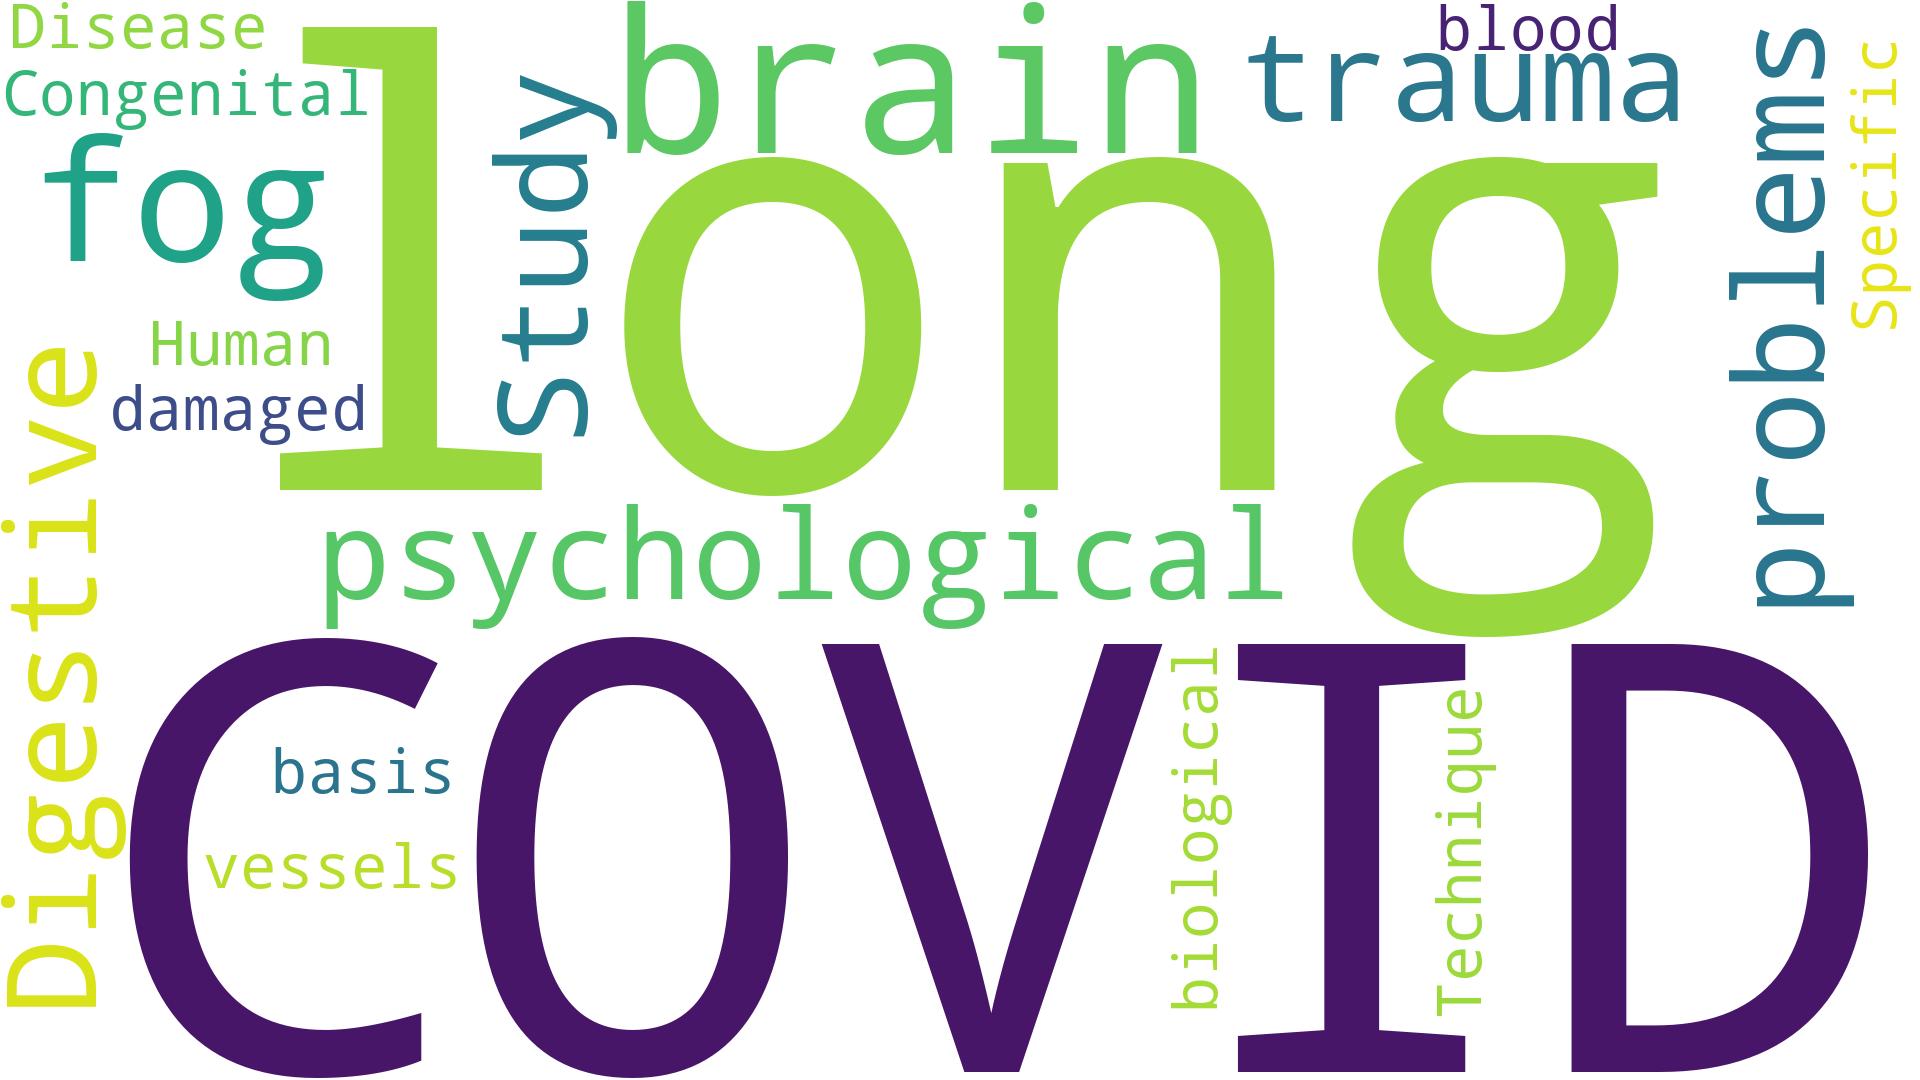 Disease
Congenital
fog
Human
damaged
Digestive
long
Study
brain
trauma
blood
problems
Specific
psychological
COVID
basis
vessels
biological
Technique